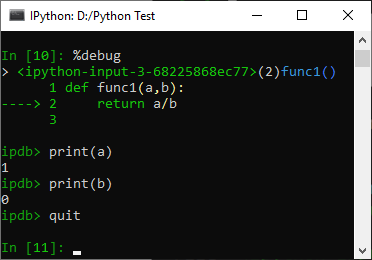 IPython: D:/Python Test
In [10]: %debug
> <ipython-input-3-68225868ec77>(2)func1()
      1 def func1(a,b):
----> 2     return a/b
      3
ipdb> print(a)
1
ipdb> print(b)
0
ipdb> quit
In [11]: